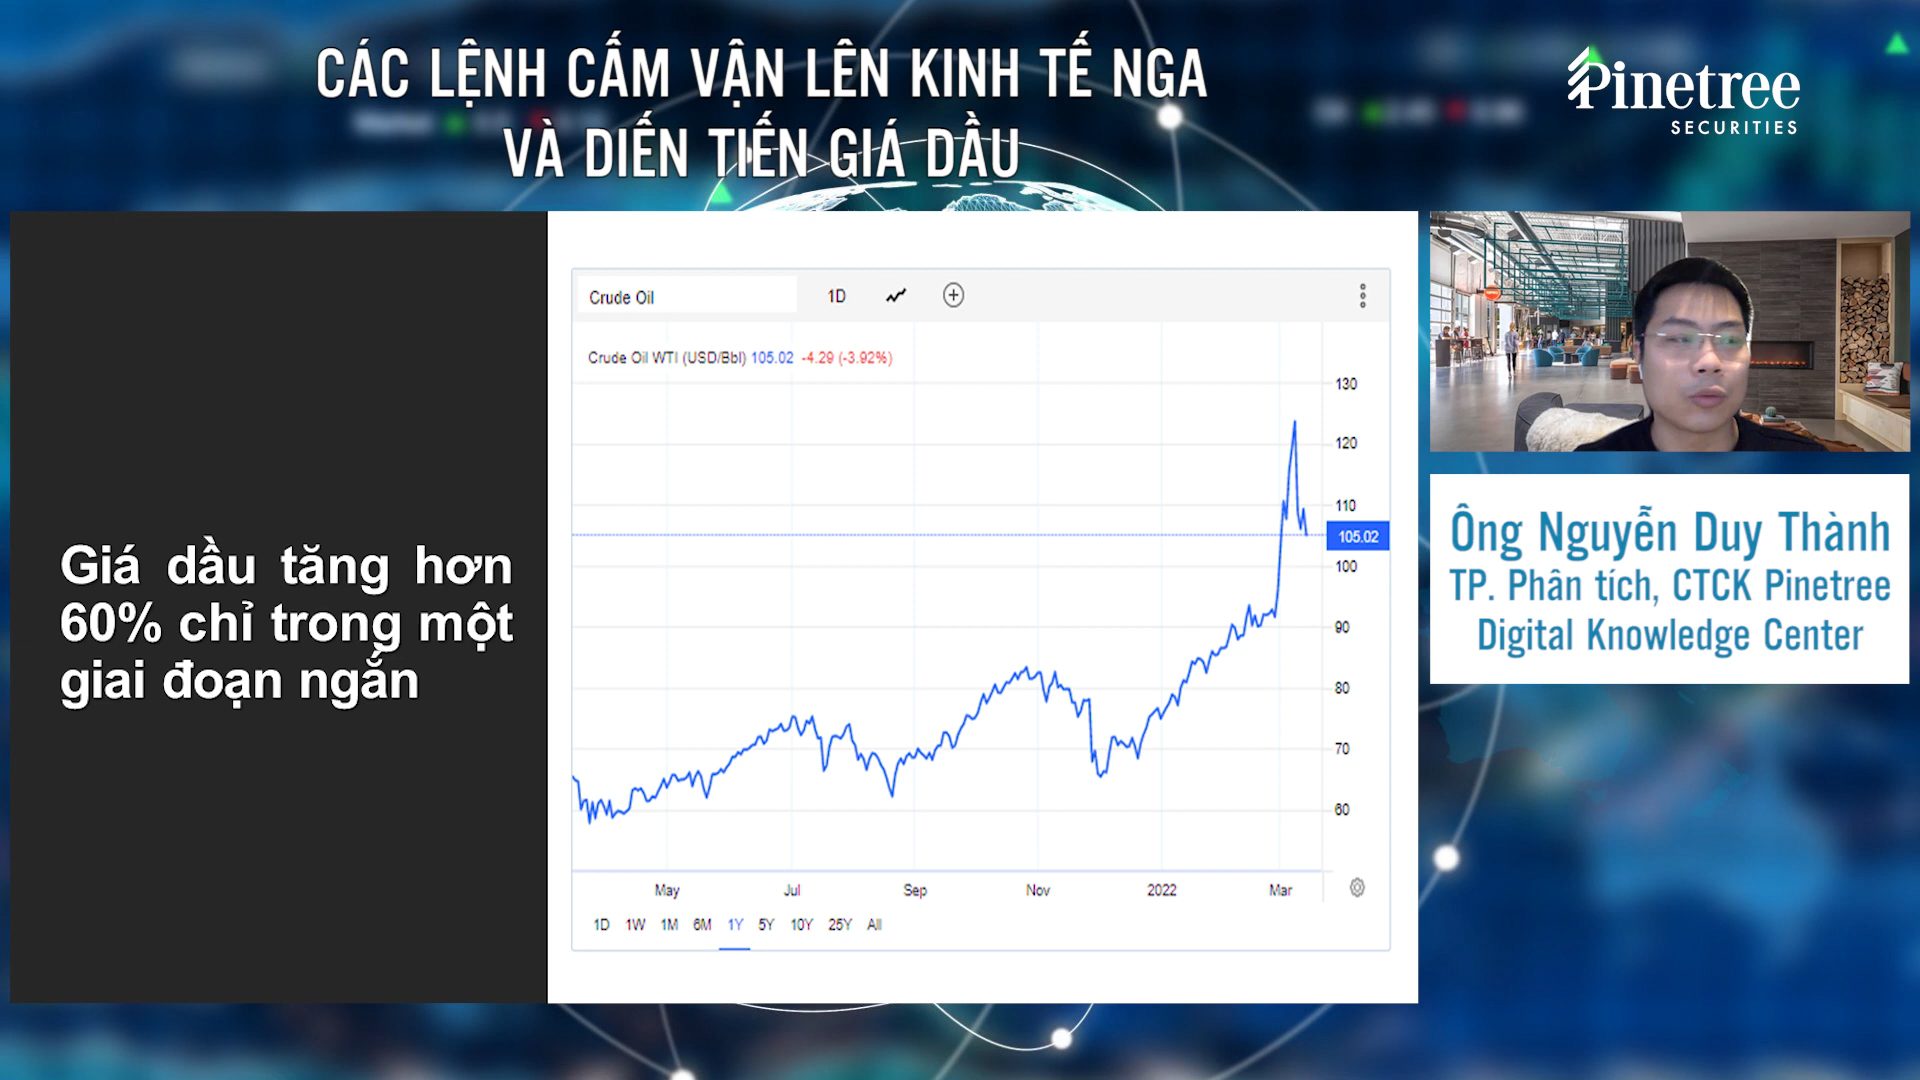 CÁC LỆNH CẤM VẬN LÊN KINH TẾ NGA
VÀ DIẾN TIẾN GIÁ DẦU
Pinetree
SECURITIES
Giá dầu tăng hơn
60% chỉ trong một
giai đoạn ngắn
Crude Oil
1D
Crude Oil WTI (USD/Bbl) 105.02 -4.29 (-3.92%)
130
120
110
105.02
100
90
80
70
60
May Jul Sep Nov 2022 Mar
1D 1W 1M 6M 1Y 5Y 10Y 25Y All
Ông Nguyễn Duy Thành
TP. Phân tích, CTCK Pinetree
Digital Knowledge Center